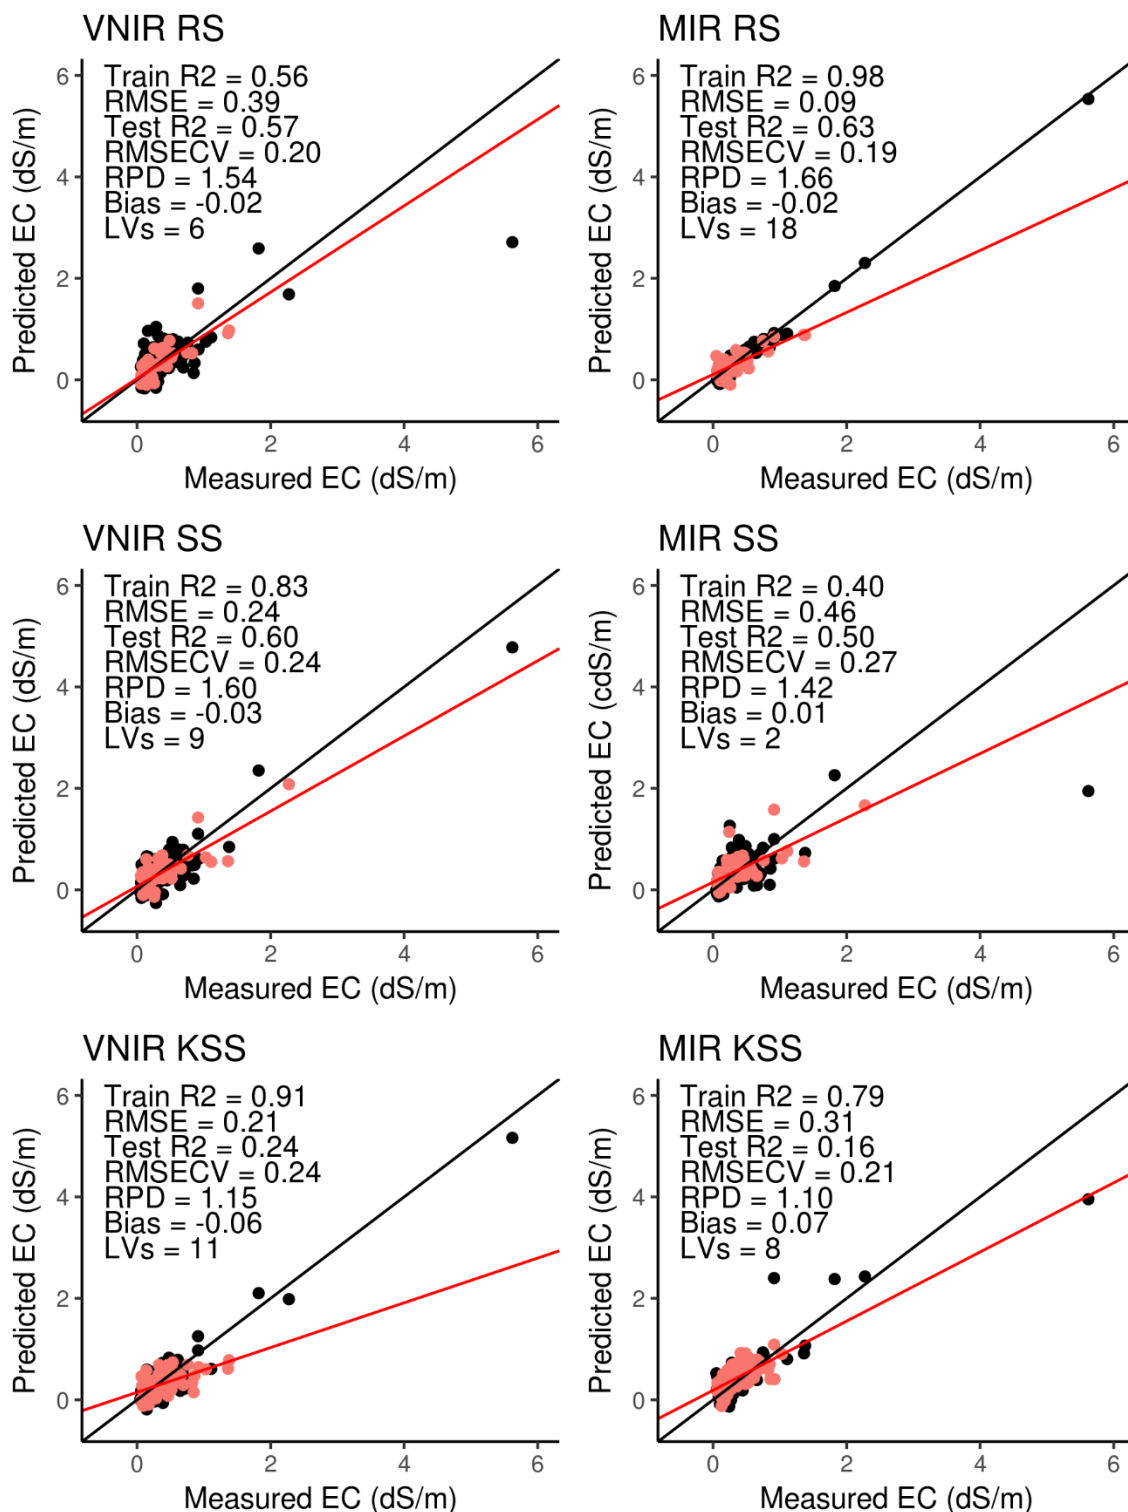 VNIR RS
Train R2 = 0.56
RMSE = 0.39
Test R2 = 0.57
RMSECV = 0.20
RPD = 1.54
Bias = -0.02
LVs = 6
Predicted EC (dS/m)
6
4
2
0
0 2 4 6
Measured EC (dS/m)
MIR RS
Train R2 = 0.98
RMSE = 0.09
Test R2 = 0.63
RMSECV = 0.19
RPD = 1.66
Bias = -0.02
LVs = 18
Predicted EC (dS/m)
6
4
2
0
0 2 4 6
Measured EC (dS/m)
VNIR SS
Train R2 = 0.83
RMSE = 0.24
Test R2 = 0.60
RMSECV = 0.24
RPD = 1.60
Bias = -0.03
LVs = 9
Predicted EC (dS/m)
6
4
2
0
0 2 4 6
Measured EC (dS/m)
MIR SS
Train R2 = 0.40
RMSE = 0.46
Test R2 = 0.50
RMSECV = 0.27
RPD = 1.42
Bias = 0.01
LVs = 2
Predicted EC (cdS/m)
6
4
2
0
0 2 4 6
Measured EC (dS/m)
VNIR KSS
Train R2 = 0.91
RMSE = 0.21
Test R2 = 0.24
RMSECV = 0.24
RPD = 1.15
Bias = -0.06
LVs = 11
Predicted EC (dS/m)
6
4
2
0
0 2 4 6
Measured EC (dS/m)
MIR KSS
Train R2 = 0.79
RMSE = 0.31
Test R2 = 0.16
RMSECV = 0.21
RPD = 1.10
Bias = 0.07
LVs = 8
Predicted EC (dS/m)
6
4
2
0
0 2 4 6
Measured EC (dS/m)